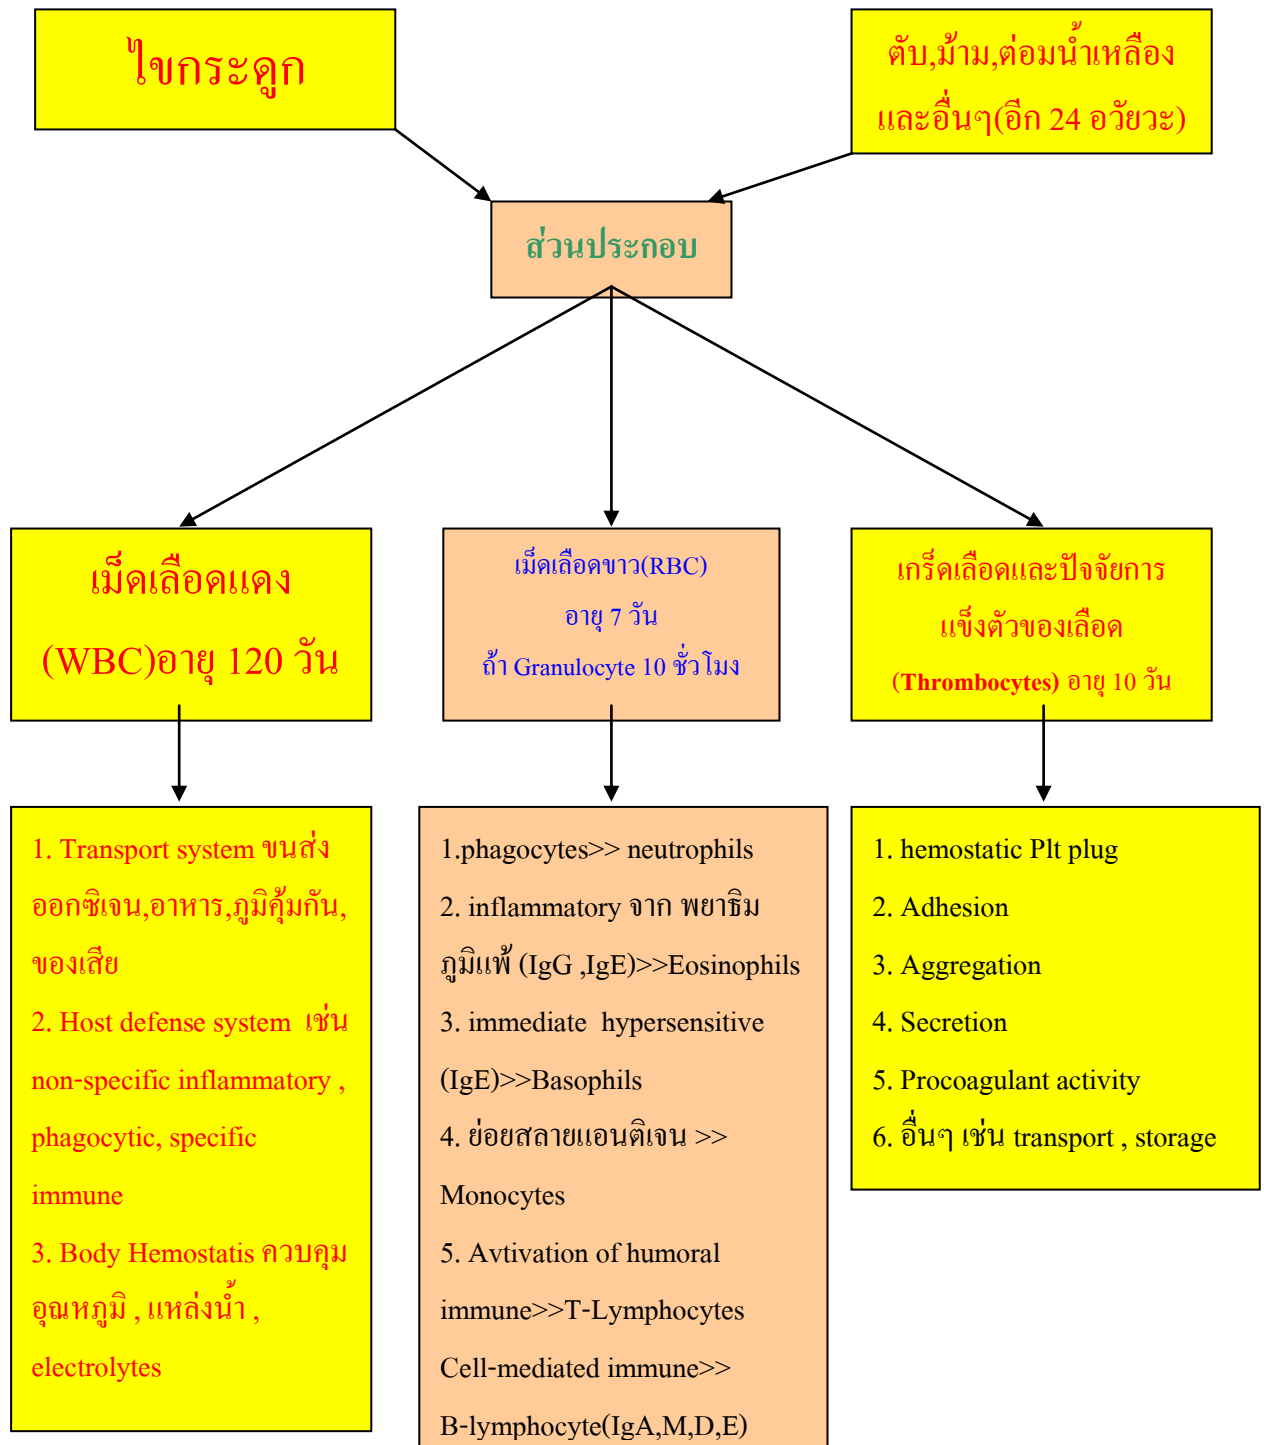 ไขกระดูก
ตับ,ม้าม,ต่อมน้ำเหลือง
และอื่นๆ(อีก 24 อวัยวะ)
ส่วนประกอบ
เม็ดเลือดแดง
(WBC)อายุ 120 วัน
เม็ดเลือดขาว(RBC)
อายุ 7 วัน
ถ้า Granulocyte 10 ชั่วโมง
เกร็ดเลือดและปัจจัยการ
แข็งตัวของเลือด
(Thrombocytes) อายุ 10 วัน
1. Transport system ขนส่ง
ออกซิเจน,อาหาร,ภูมิคุ้มกัน,
ของเสีย
2. Host defense system เช่น
non-specific inflammatory ,
phagocytic, specific
immune
3. Body Hemostatis ควบคุม
อุณหภูมิ , แหล่งน้ำ ,
electrolytes
1.phagocytes>> neutrophils
2. inflammatory จาก พยาธิม
ภูมิแพ้ (IgG ,IgE)>>Eosinophils
3. immediate hypersensitive
(IgE)>>Basophils
4. ย่อยสลายแอนติเจน >>
Monocytes
5. Avtivation of humoral
immune>>T-Lymphocytes
Cell-mediated immune>>
B-lymphocyte(IgA,M,D,E)
1. hemostatic Plt plug
2. Adhesion
3. Aggregation
4. Secretion
5. Procoagulant activity
6. อื่นๆ เช่น transport , storage